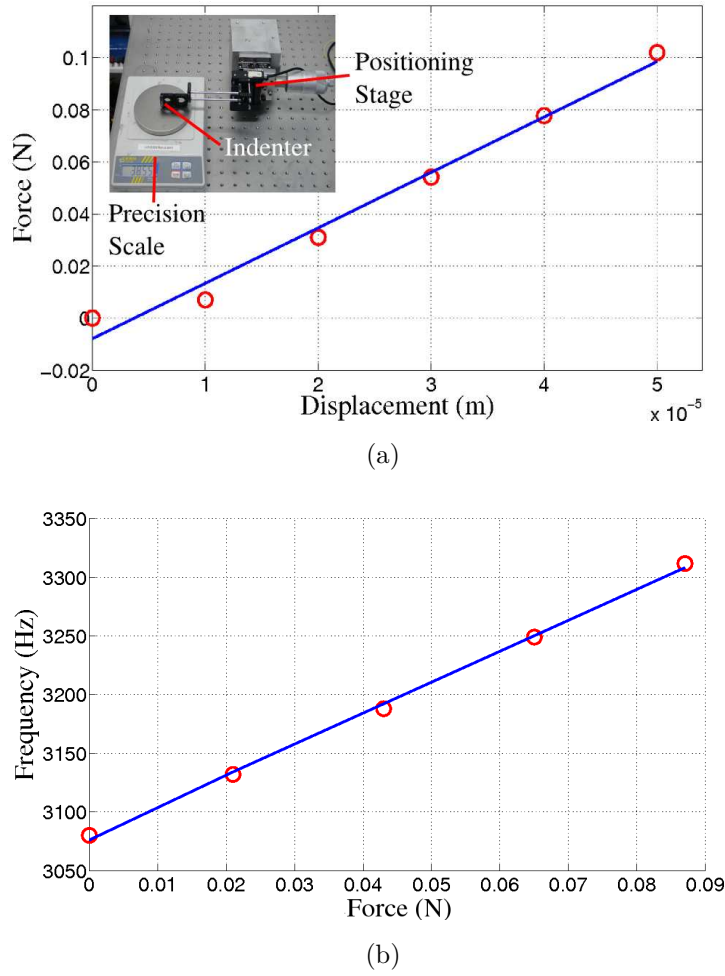 0.1
0.08
0.06
0.04
0.02
0
−0.02
Force (N)
Positioning
Stage
Indenter
Precision
Scale
0 1 2 3 4 5
x 10⁻⁵
Displacement (m)
(a)
3350
3300
3250
3200
3150
3100
3050
Frequency (Hz)
0 0.01 0.02 0.03 0.04 0.05 0.06 0.07 0.08 0.09
Force (N)
(b)